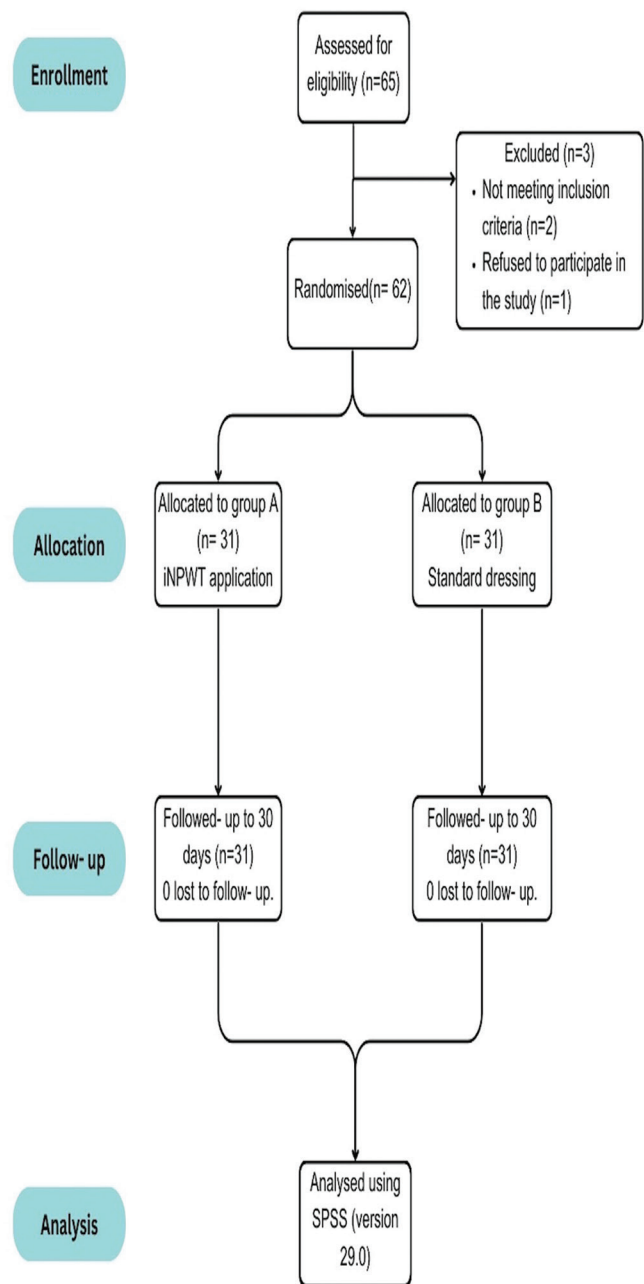 Enrollment
Assessed for
eligibility (n=65)
Excluded (n=3)
• Not meeting inclusion
criteria (n=2)
• Refused to participate in
the study (n=1)
Randomised(n= 62)
Allocation
Allocated to group A
(n= 31)
iNPWT application
Allocated to group B
(n= 31)
Standard dressing
Follow- up
Followed- up to 30
days (n=31)
0 lost to follow- up.
Followed- up to 30
days (n=31)
0 lost to follow- up.
Analysis
Analysed using
SPSS (version
29.0)